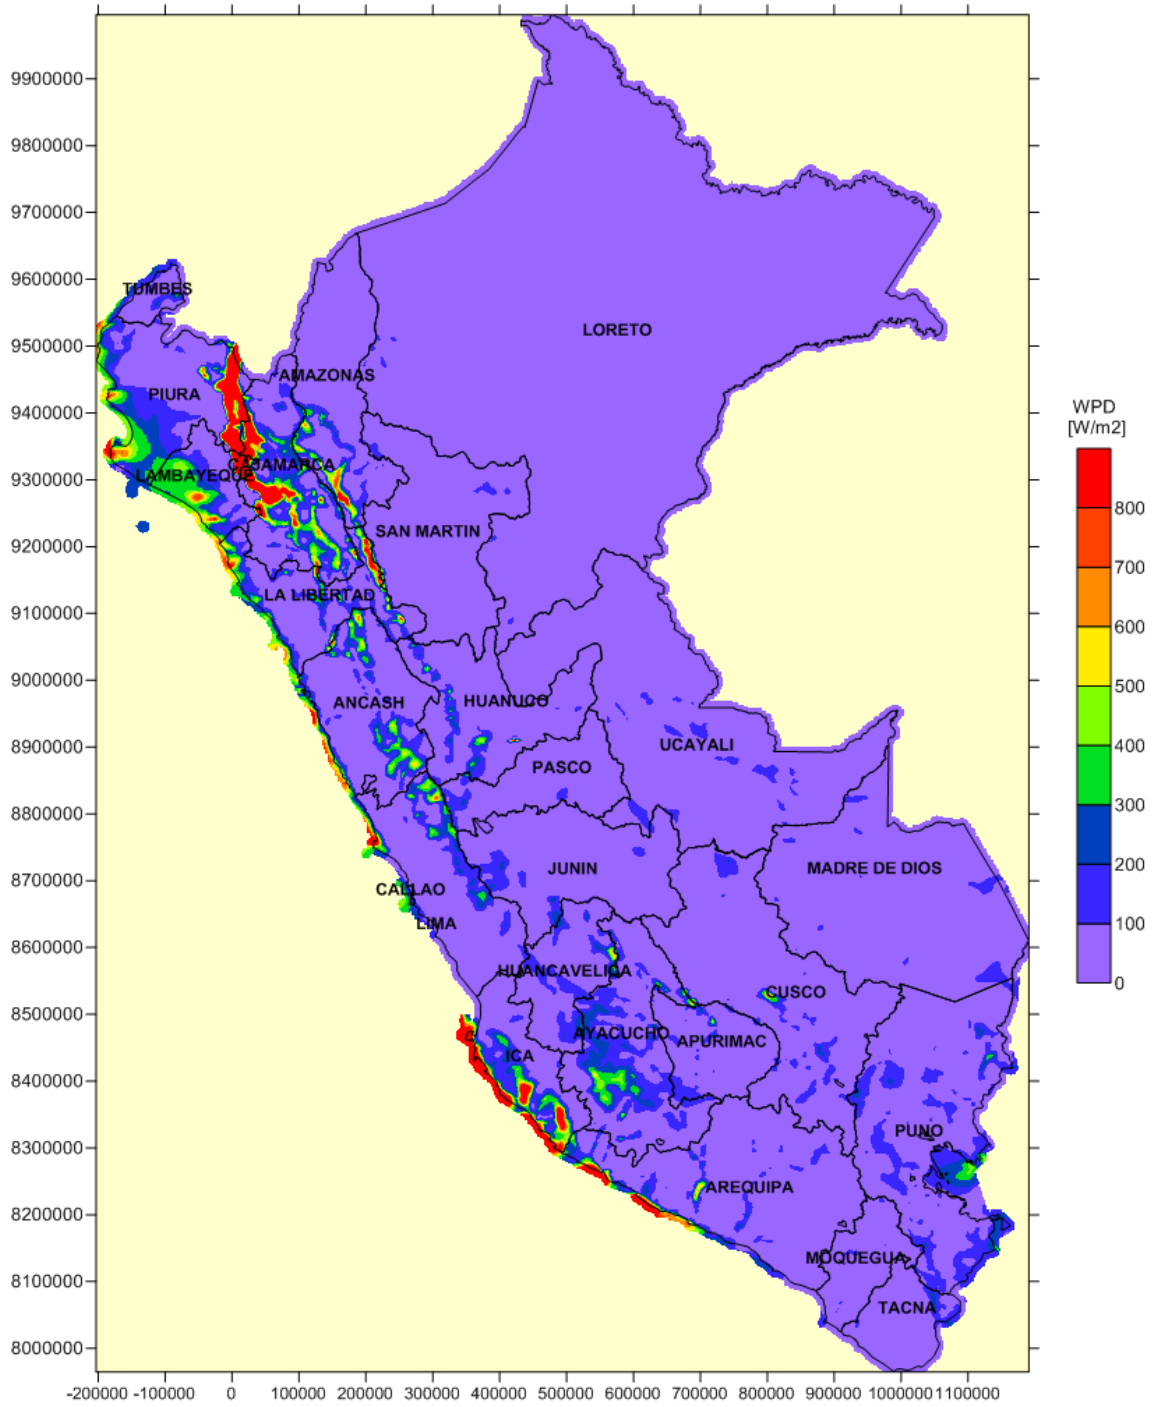 9900000
9800000
9700000
9600000
TUMBES
LORETO
9500000
AMAZONAS
PIURA
9400000
WPD
[W/m2]
CAJAMARCA
LAMBAYEQUE
9300000
800
SAN MARTIN
700
9200000
LA LIBERTAD
600
9100000
500
9000000
ANCASH
HUANUCO
400
8900000
UCAYALI
PASCO
300
8800000
200
JUNIN
MADRE DE DIOS
8700000
CALLAO
100
LIMA
8600000
HUANCAVELICA
0
CUSCO
8500000
AYACUCHO
APURIMAC
ICA
8400000
PUNO
8300000
AREQUIPA
8200000
MOQUEGUA
8100000
TACNA
8000000
-200000 -100000 0 100000 200000 300000 400000 500000 600000 700000 800000 900000 1000000 1100000